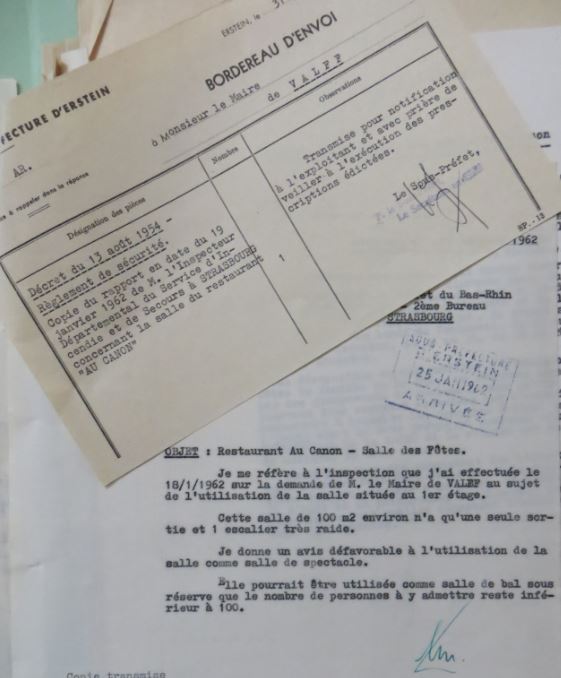 ERSTEIN, le 31
FECTURE D'ERSTEIN
BORDEREAU D'ENVOI
AR.
à Monsieur le Maire
de VALFF
à rappeler dans la réponse
Désignation des pièces
Nombre
Observations
Décret du 13 août 1954 -
Règlement de sécurité.
Copie du rapport en date du 19
janvier 1962 de M. l'Inspecteur
Départemental du Service d'In-
cendie et de Secours à STRASBOURG
concernant la salle du restaurant
"AU CANON"
1
Transmise pour notification
à l'exploitant et avec prière de
veiller à l'exécution des pres-
criptions édictées.
Le Sous-Préfet,
SP.-13
1962
et du Bas-Rhin
2ème Bureau
STRASBOURG
SOUS PREFECTURE
D'ERSTEIN
25 JAN 1962
ARRIVÉE
OBJET : Restaurant Au Canon - Salle des Fûtes.
Je me réfère à l'inspection que j'ai effectuée le
18/1/1962 sur la demande de M. le Maire de VALEF au sujet
de l'utilisation de la salle située au 1er étage.
Cette salle de 100 m2 environ n'a qu'une seule sor-
tie et 1 escalier très raide.
Je donne un avis défavorable à l'utilisation de la
salle comme salle de spectacle.
Elle pourrait être utilisée comme salle de bal sous
réserve que le nombre de personnes à y admettre reste infé-
rieur à 100.
Copie transmise